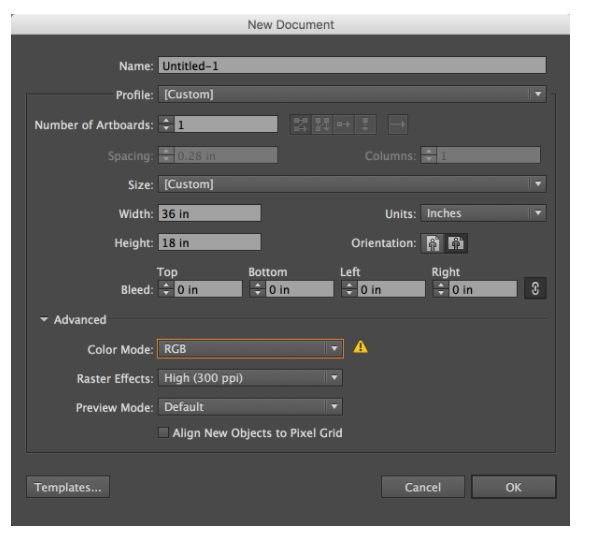 New Document
Name: Untitled-1
Profile: [Custom]
Number of Artboards: 1
Spacing: 0.28 in Columns: 1
Size: [Custom]
Width: 36 in Units: Inches
Height: 18 in Orientation:
Top Bottom Left Right
Bleed: 0 in 0 in 0 in 0 in
Advanced
Color Mode: RGB
Raster Effects: High (300 ppi)
Preview Mode: Default
Align New Objects to Pixel Grid
Templates... Cancel OK